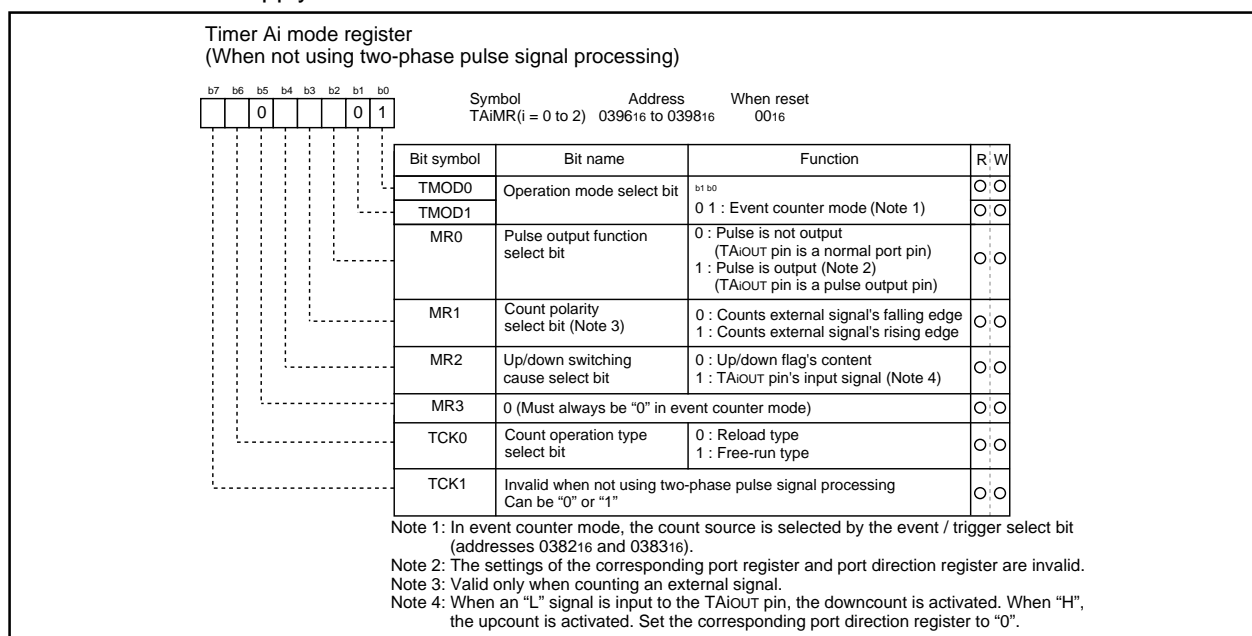 Timer Ai mode register
(When not using two-phase pulse signal processing)
b7 b6 b5 b4 b3 b2 b1 b0
0 0 1
Symbol Address When reset
TAiMR(i = 0 to 2) 039616 to 039816 0016
Bit symbol Bit name Function R W
TMOD0 Operation mode select bit b1 b0
TMOD1 0 1 : Event counter mode (Note 1)
MR0 Pulse output function 0 : Pulse is not output
select bit (TAiOUT pin is a normal port pin)
1 : Pulse is output (Note 2)
(TAiOUT pin is a pulse output pin)
MR1 Count polarity 0 : Counts external signal's falling edge
select bit (Note 3) 1 : Counts external signal's rising edge
MR2 Up/down switching 0 : Up/down flag's content
cause select bit 1 : TAiOUT pin's input signal (Note 4)
MR3 0 (Must always be “0” in event counter mode)
TCK0 Count operation type 0 : Reload type
select bit 1 : Free-run type
TCK1 Invalid when not using two-phase pulse signal processing
Can be “0” or “1”
Note 1: In event counter mode, the count source is selected by the event / trigger select bit
(addresses 038216 and 038316).
Note 2: The settings of the corresponding port register and port direction register are invalid.
Note 3: Valid only when counting an external signal.
Note 4: When an “L” signal is input to the TAiOUT pin, the downcount is activated. When “H”,
the upcount is activated. Set the corresponding port direction register to “0”.